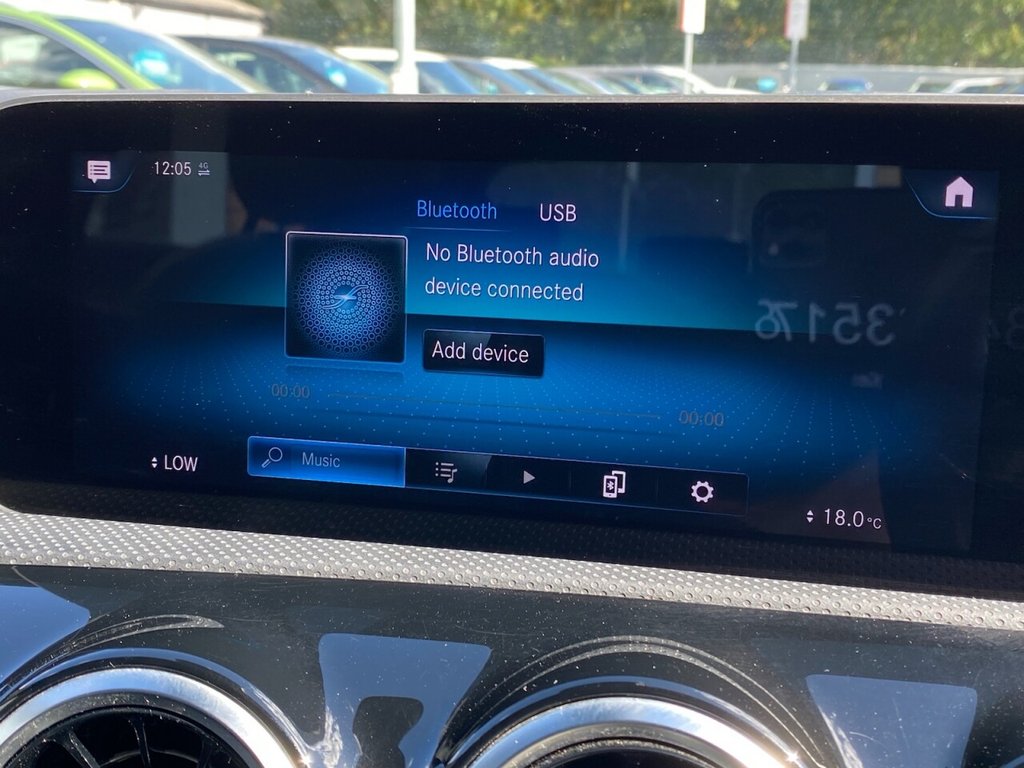 12:05 4G
Bluetooth USB
No Bluetooth audio
device connected
Add device
00:00
00:00
LOW
Music
18.0°C
35176